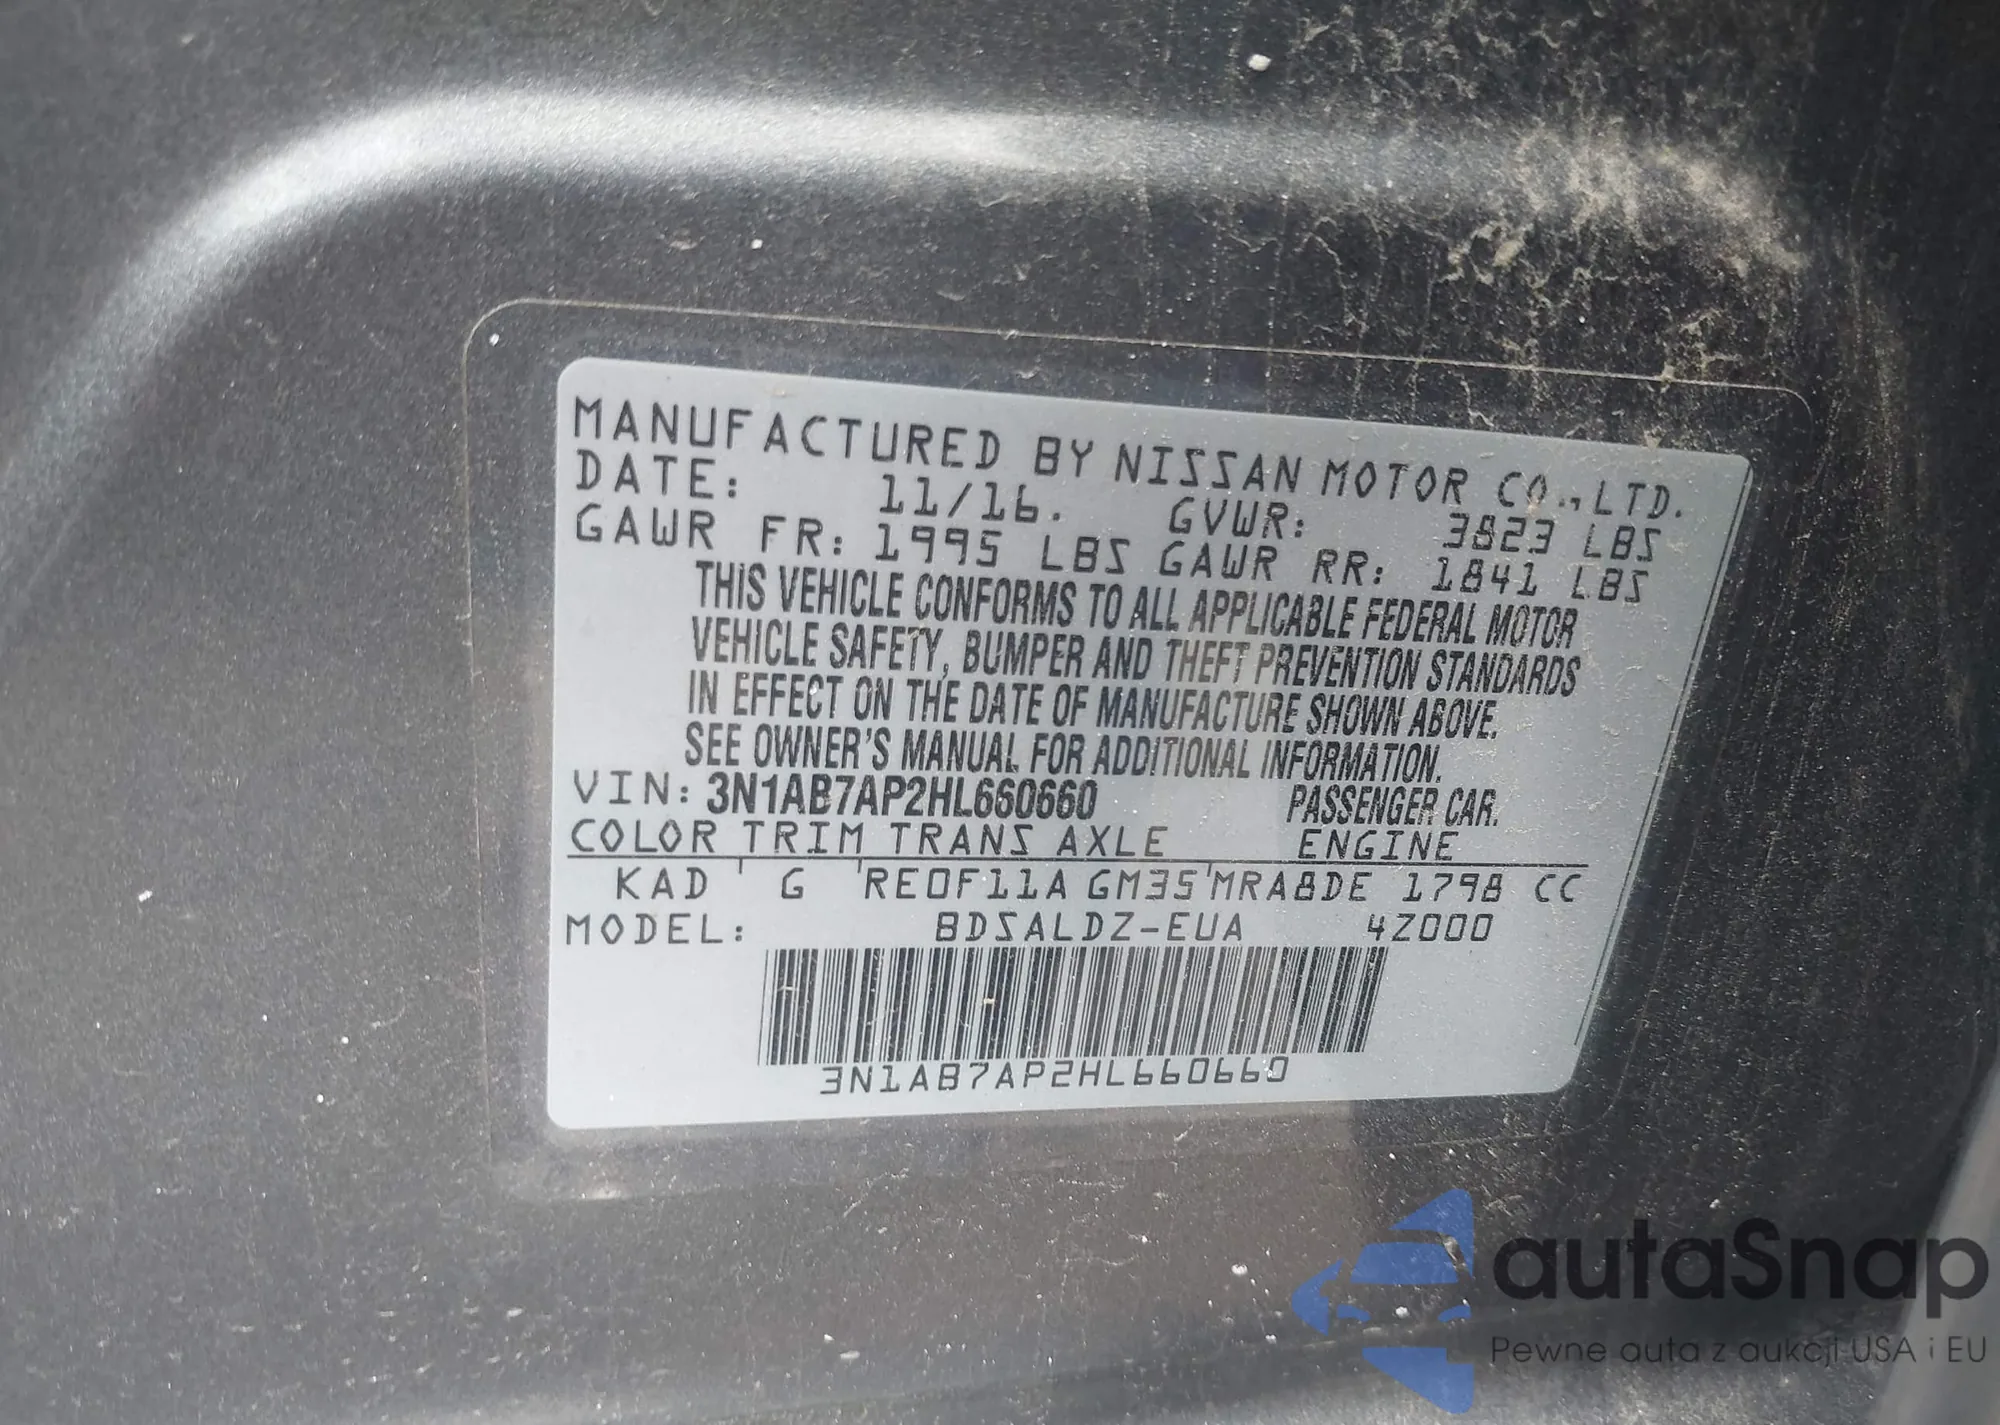 MANUFACTURED BY NISSAN MOTOR CO., LTD.
DATE: 11/16. GVWR: 3823 LBS
GAWR FR: 1995 LBS GAWR RR: 1841 LBS
THIS VEHICLE CONFORMS TO ALL APPLICABLE FEDERAL MOTOR
VEHICLE SAFETY, BUMPER AND THEFT PREVENTION STANDARDS
IN EFFECT ON THE DATE OF MANUFACTURE SHOWN ABOVE.
SEE OWNER'S MANUAL FOR ADDITIONAL INFORMATION.
VIN: 3N1AB7AP2HL660660 PASSENGER CAR.
COLOR TRIM TRANS AXLE ENGINE
KAD G RE0F11A GM35 MRA8DE 1798 CC
MODEL: BDSALDZ-EUA 4Z000
3N1AB7AP2HL660660
autaSnap
Pewne auta z aukcji USA i EU